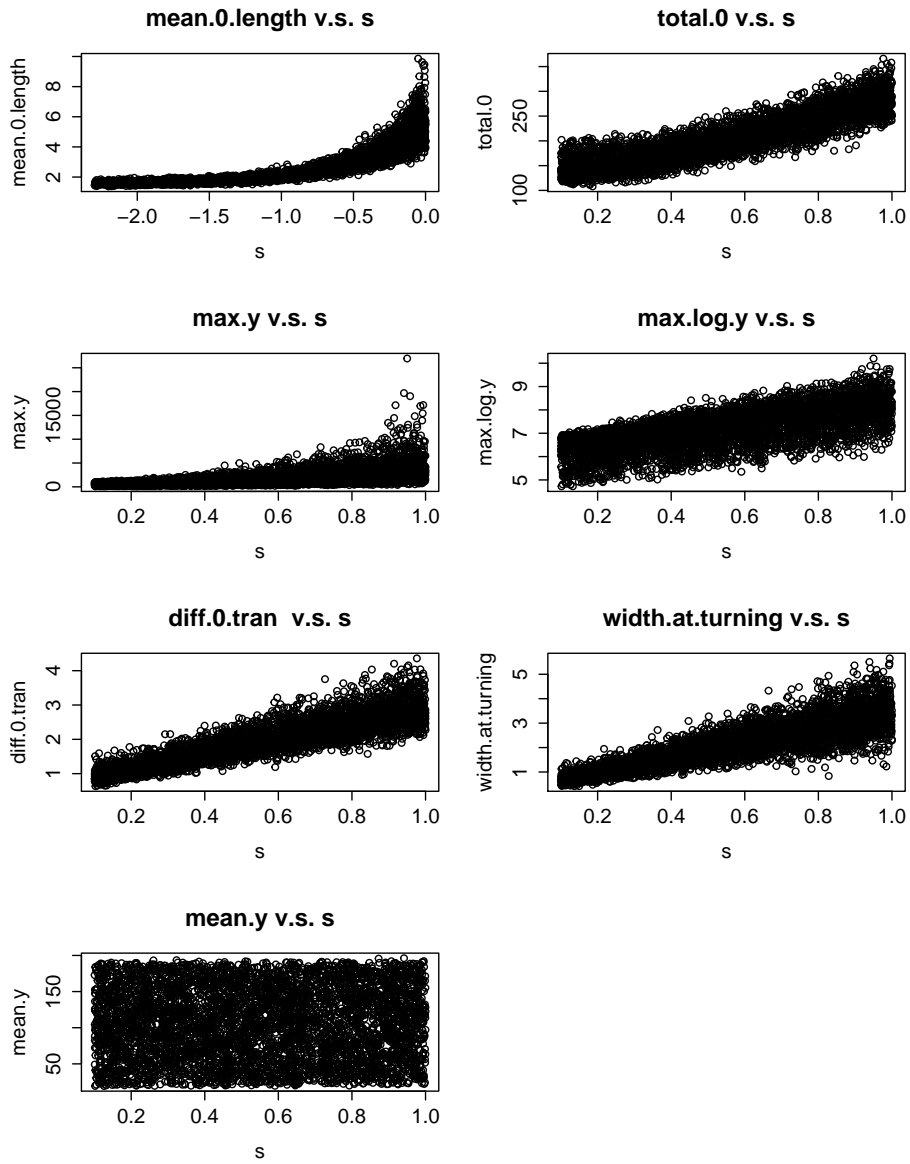 mean.0.length v.s. s
mean.0.length
2 4 6 8
−2.0 −1.5 −1.0 −0.5 0.0
s
total.0 v.s. s
total.0
100 250
0.2 0.4 0.6 0.8 1.0
s
max.y v.s. s
max.y
0 15000
0.2 0.4 0.6 0.8 1.0
s
max.log.y v.s. s
max.log.y
5 7 9
0.2 0.4 0.6 0.8 1.0
s
diff.0.tran v.s. s
diff.0.tran
1 2 3 4
0.2 0.4 0.6 0.8 1.0
s
width.at.turning v.s. s
width.at.turning
1 3 5
0.2 0.4 0.6 0.8 1.0
s
mean.y v.s. s
mean.y
50 150
0.2 0.4 0.6 0.8 1.0
s